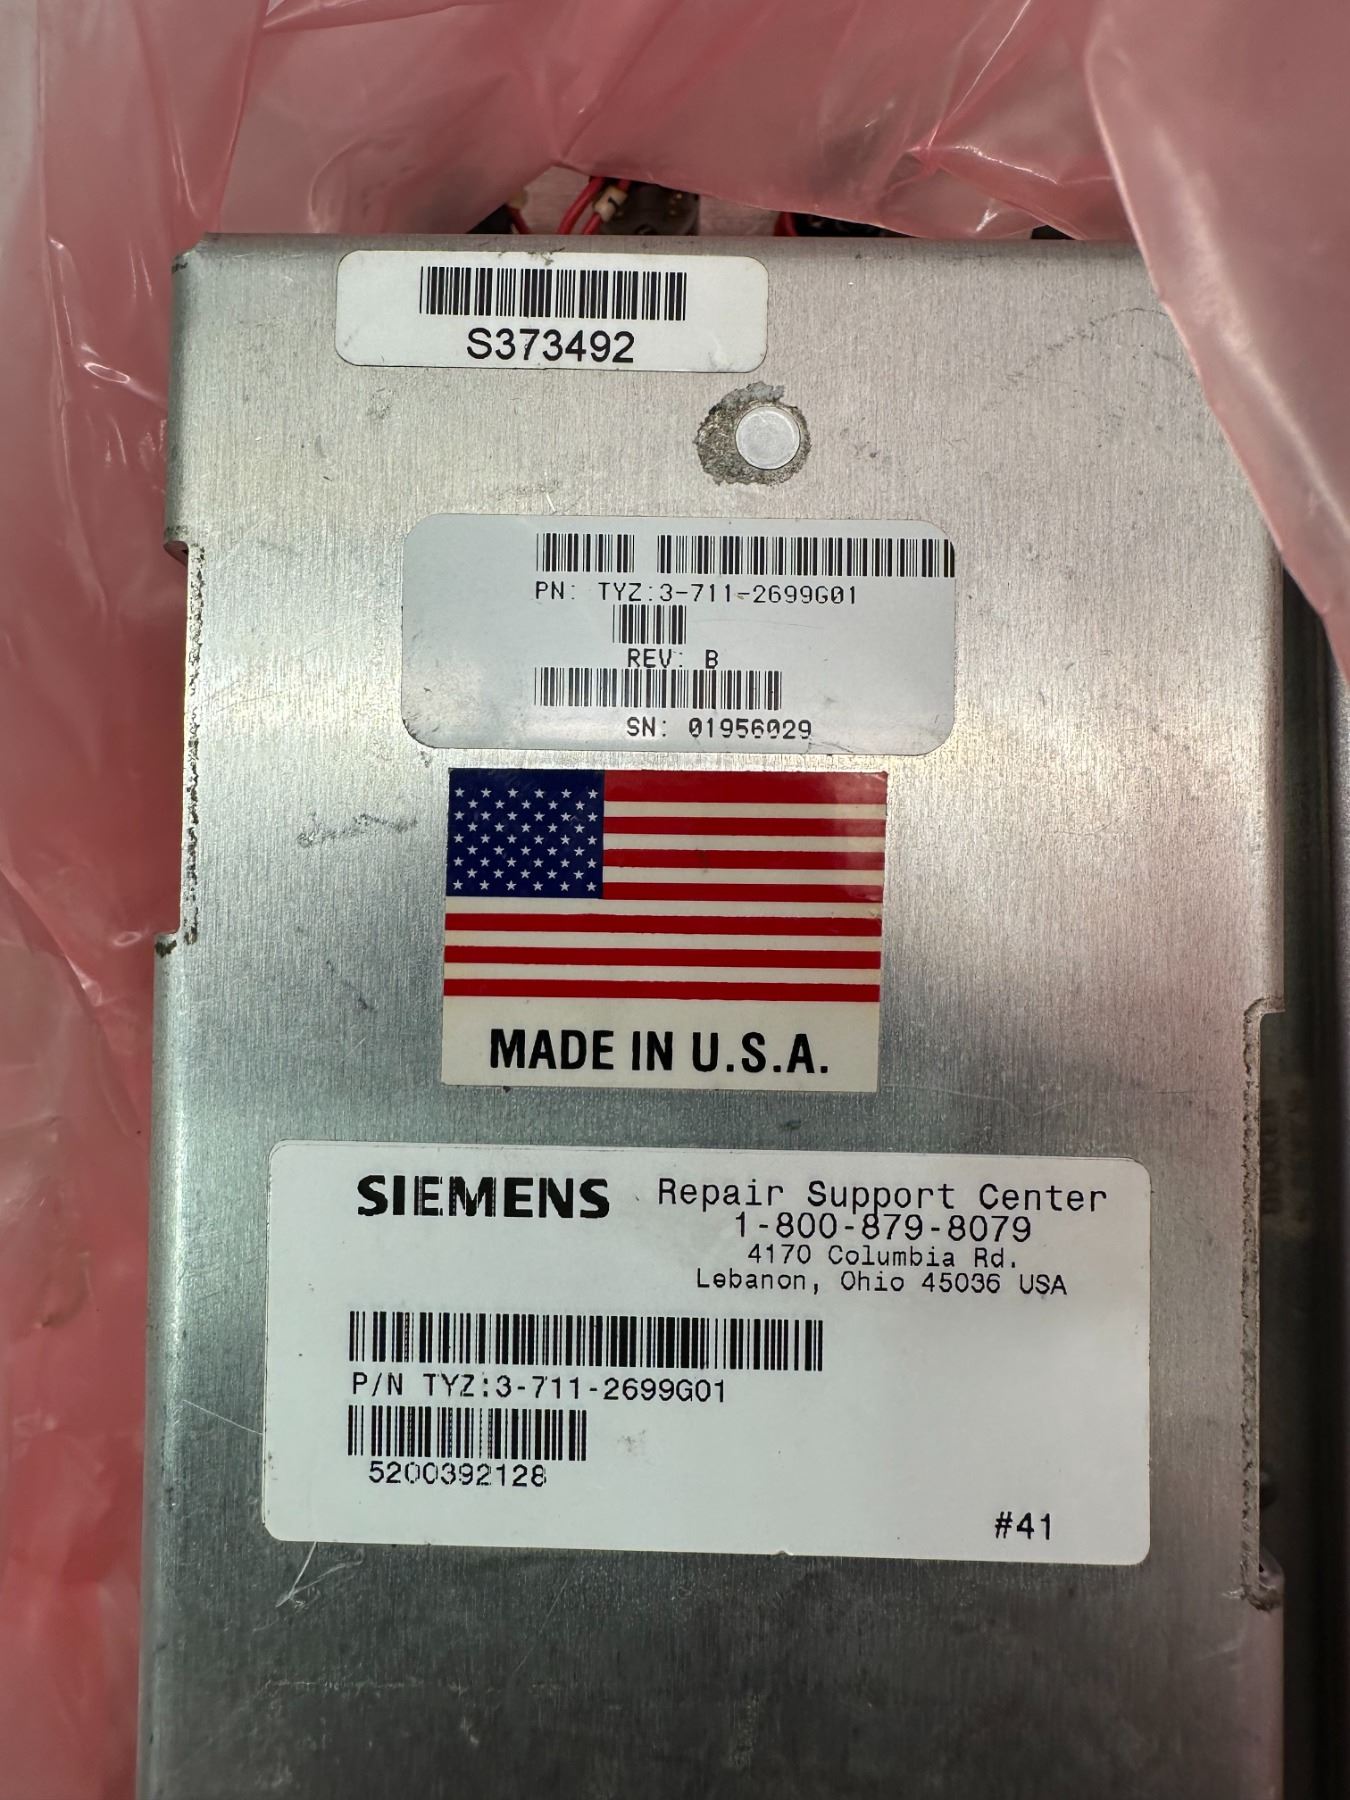 1
S373492
PN: TYZ:3-711-2699G01
REV: B
SN: 01956029
MADE IN U.S.A.
SIEMENS Repair Support Center
1-800-879-8079
4170 Columbia Rd.
Lebanon, Ohio 45036 USA
P/N TYZ:3-711-2699G01
5200392128
#41